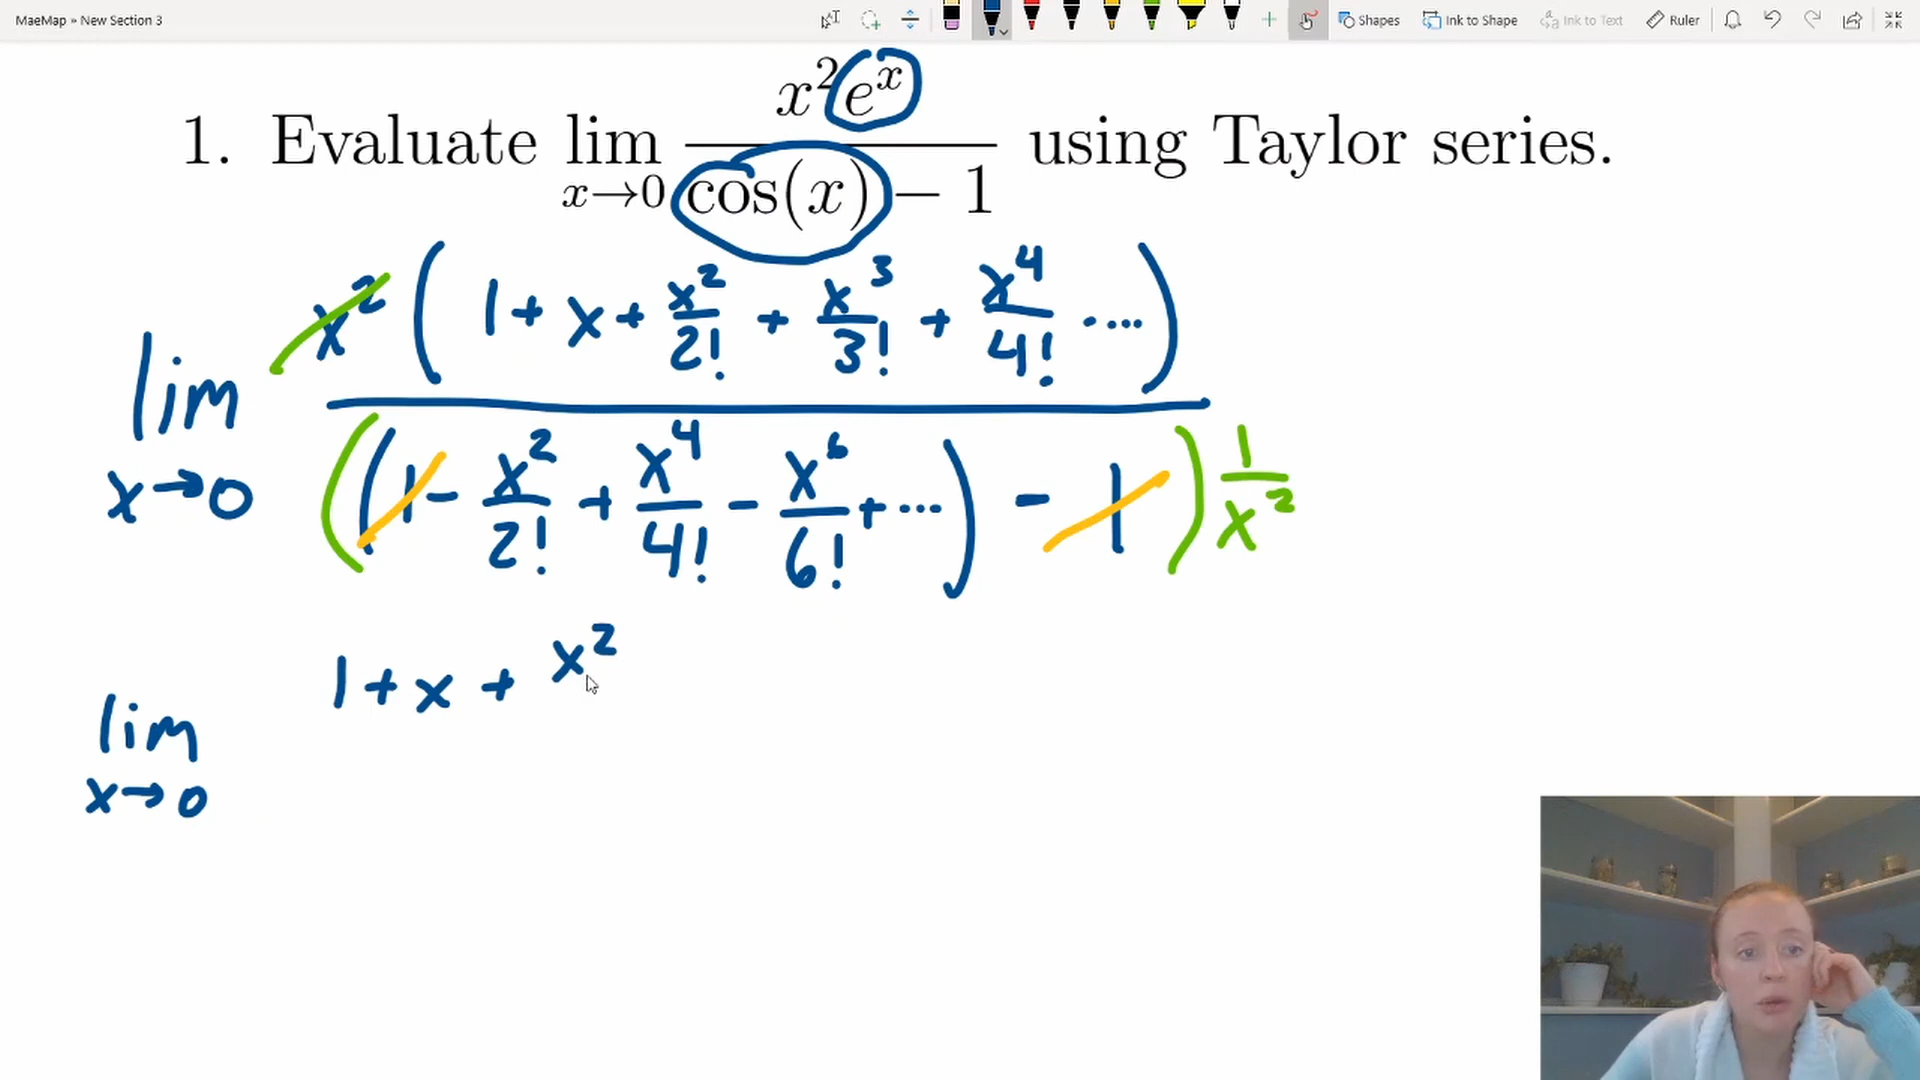 MaeMap » New Section 3
Shapes Ink to Shape Ink to Text Ruler
1. Evaluate lim x→0 x²eˣ / cos(x) − 1 using Taylor series.
lim x→0 x² ( 1 + x + x²/2! + x³/3! + x⁴/4! ..... )
( ( 1 − x²/2! + x⁴/4! − x⁶/6! + ... ) − 1 ) 1/x²
lim x→0 1 + x + x²